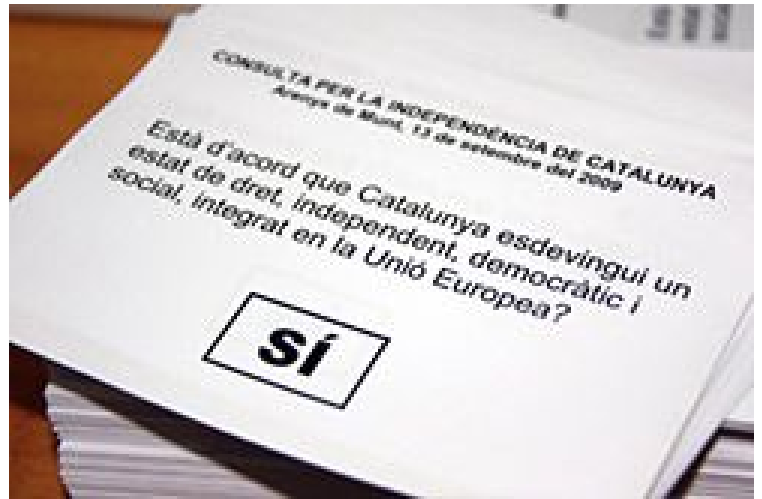 CONSULTA PER LA INDEPENDÈNCIA DE CATALUNYA
Arenys de Munt, 13 de setembre del 2009
Està d'acord que Catalunya esdevingui un
estat de dret, independent, democràtic i
social, integrat en la Unió Europea?
SÍ